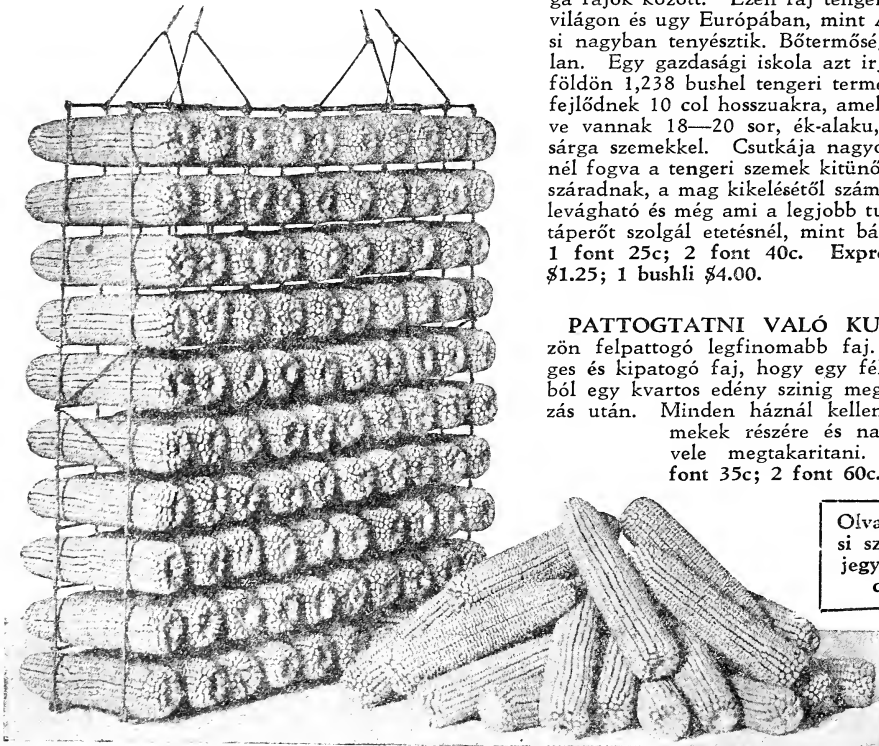 ga fajok között. Ezen faj tenger
világon és ugy Európában, mint
si nagyban tenyésztik. Bőtermősé
lan. Egy gazdasági iskola azt ir
földön 1,238 bushel tengeri term
fejlődnek 10 col hosszuakra, amel
ve vannak 18—20 sor, ék-alaku,
sárga szemekkel. Csutkája nagyo
nél fogva a tengeri szemek kitünő
száradnak, a mag kikelésétől szám
levágható és még ami a legjobb tu
táperőt szolgál etetésnél, mint bá
1 font 25c; 2 font 40c. Expr
$1.25; 1 bushli $4.00.
PATTOGTATNI VALÓ KU
zön felpattogó legfinomabb faj.
ges és kipatogó faj, hogy egy fé
ból egy kvartos edény szinig meg
zás után. Minden háznál kellen
mekek részére és na
vele megtakaritani.
font 35c; 2 font 60c.
Olva
si sz
jegy